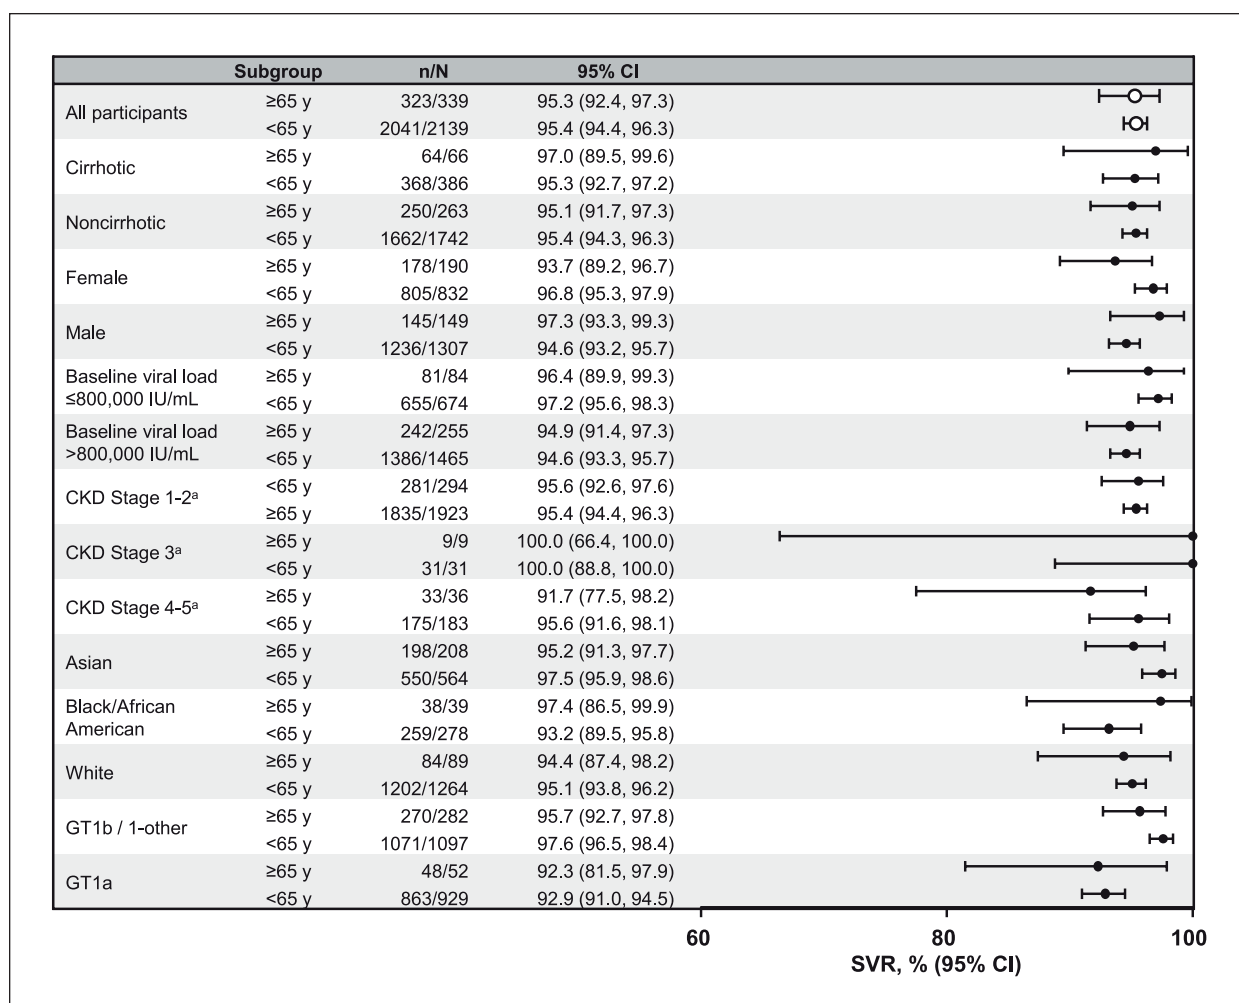 Subgroup n/N 95% CI
All participants ≥65 y 323/339 95.3 (92.4, 97.3)
<65 y 2041/2139 95.4 (94.4, 96.3)
Cirrhotic ≥65 y 64/66 97.0 (89.5, 99.6)
<65 y 368/386 95.3 (92.7, 97.2)
Noncirrhotic ≥65 y 250/263 95.1 (91.7, 97.3)
<65 y 1662/1742 95.4 (94.3, 96.3)
Female ≥65 y 178/190 93.7 (89.2, 96.7)
<65 y 805/832 96.8 (95.3, 97.9)
Male ≥65 y 145/149 97.3 (93.3, 99.3)
<65 y 1236/1307 94.6 (93.2, 95.7)
Baseline viral load ≥65 y 81/84 96.4 (89.9, 99.3)
≤800,000 IU/mL <65 y 655/674 97.2 (95.6, 98.3)
Baseline viral load ≥65 y 242/255 94.9 (91.4, 97.3)
>800,000 IU/mL <65 y 1386/1465 94.6 (93.3, 95.7)
CKD Stage 1-2ᵃ <65 y 281/294 95.6 (92.6, 97.6)
≥65 y 1835/1923 95.4 (94.4, 96.3)
CKD Stage 3ᵃ ≥65 y 9/9 100.0 (66.4, 100.0)
<65 y 31/31 100.0 (88.8, 100.0)
CKD Stage 4-5ᵃ ≥65 y 33/36 91.7 (77.5, 98.2)
<65 y 175/183 95.6 (91.6, 98.1)
Asian ≥65 y 198/208 95.2 (91.3, 97.7)
<65 y 550/564 97.5 (95.9, 98.6)
Black/African ≥65 y 38/39 97.4 (86.5, 99.9)
American <65 y 259/278 93.2 (89.5, 95.8)
White ≥65 y 84/89 94.4 (87.4, 98.2)
<65 y 1202/1264 95.1 (93.8, 96.2)
GT1b / 1-other ≥65 y 270/282 95.7 (92.7, 97.8)
<65 y 1071/1097 97.6 (96.5, 98.4)
GT1a ≥65 y 48/52 92.3 (81.5, 97.9)
<65 y 863/929 92.9 (91.0, 94.5)
60 80 100
SVR, % (95% CI)